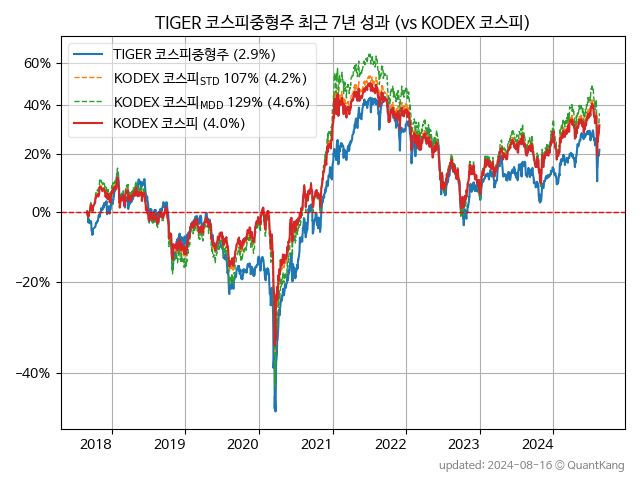 TIGER 코스피중형주 최근 7년 성과 (vs KODEX 코스피)
TIGER 코스피중형주 (2.9%)
KODEX 코스피STD 107% (4.2%)
KODEX 코스피MDD 129% (4.6%)
KODEX 코스피 (4.0%)
60%
40%
20%
0%
−20%
−40%
2018 2019 2020 2021 2022 2023 2024
updated: 2024-08-16 © QuantKang